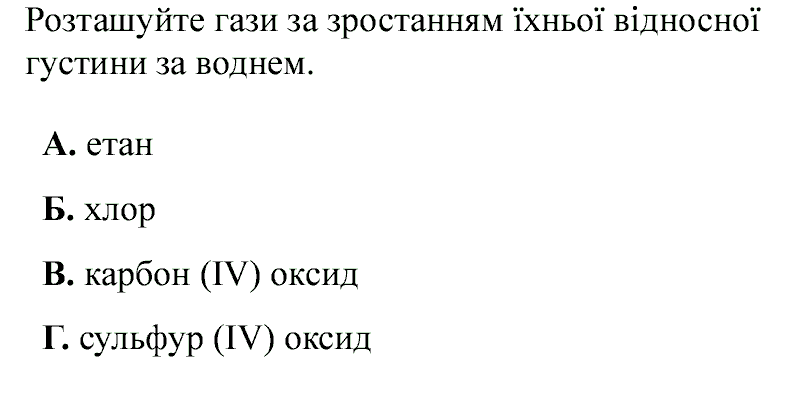 Розташуйте гази за зростанням їхньої відносної
густини за воднем.
А. етан
Б. хлор
В. карбон (IV) оксид
Г. сульфур (IV) оксид